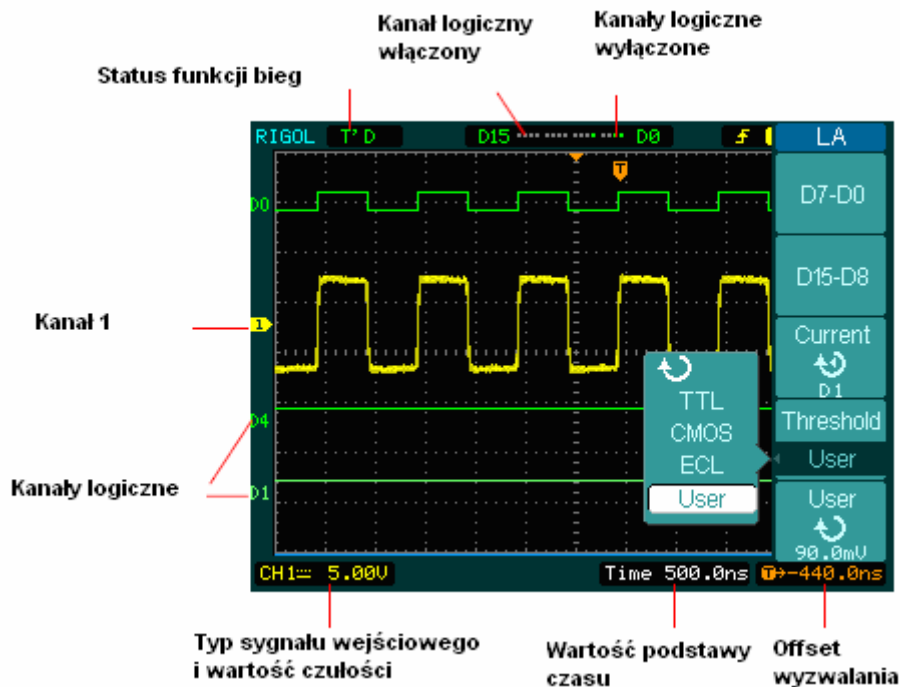 Kanał logiczny
włączony
Kanały logiczne
wyłączone
Status funkcji bieg
RIGOL T'D D15 D0 LA
D7-D0
D0
D15-D8
Kanał 1
1
Current
D1
TTL
CMOS
ECL
User
Threshold
User
D4
Kanały logiczne
D1
User
90.0mV
CH1 5.00V Time 500.0ns T→-440.0ns
Typ sygnału wejściowego
i wartość czułości
Wartość podstawy
czasu
Offset
wyzwalania